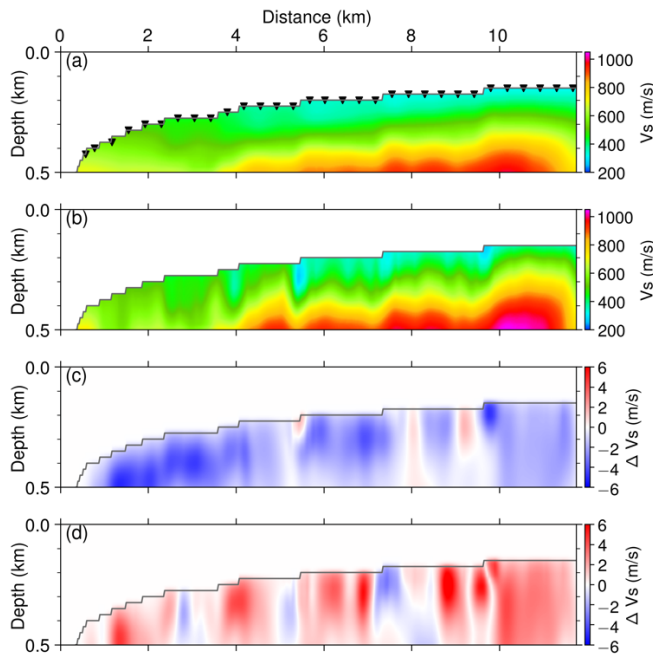 Distance (km)
0 2 4 6 8 10
(a)
0.0
0.5
Depth (km)
1000
800
600
400
200
Vs (m/s)
(b)
0.0
0.5
Depth (km)
1000
800
600
400
200
Vs (m/s)
(c)
0.0
0.5
Depth (km)
6
4
2
0
−2
−4
−6
Δ Vs (m/s)
(d)
0.0
0.5
Depth (km)
6
4
2
0
−2
−4
−6
Δ Vs (m/s)